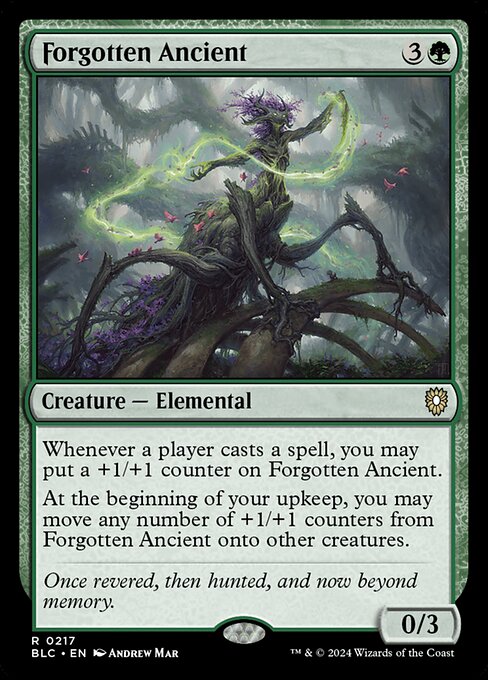 Forgotten Ancient 3
Creature — Elemental
Whenever a player casts a spell, you may
put a +1/+1 counter on Forgotten Ancient.
At the beginning of your upkeep, you may
move any number of +1/+1 counters from
Forgotten Ancient onto other creatures.
Once revered, then hunted, and now beyond
memory.
0/3
R 0217
BLC • EN Andrew Mar
™ & © 2024 Wizards of the Coast